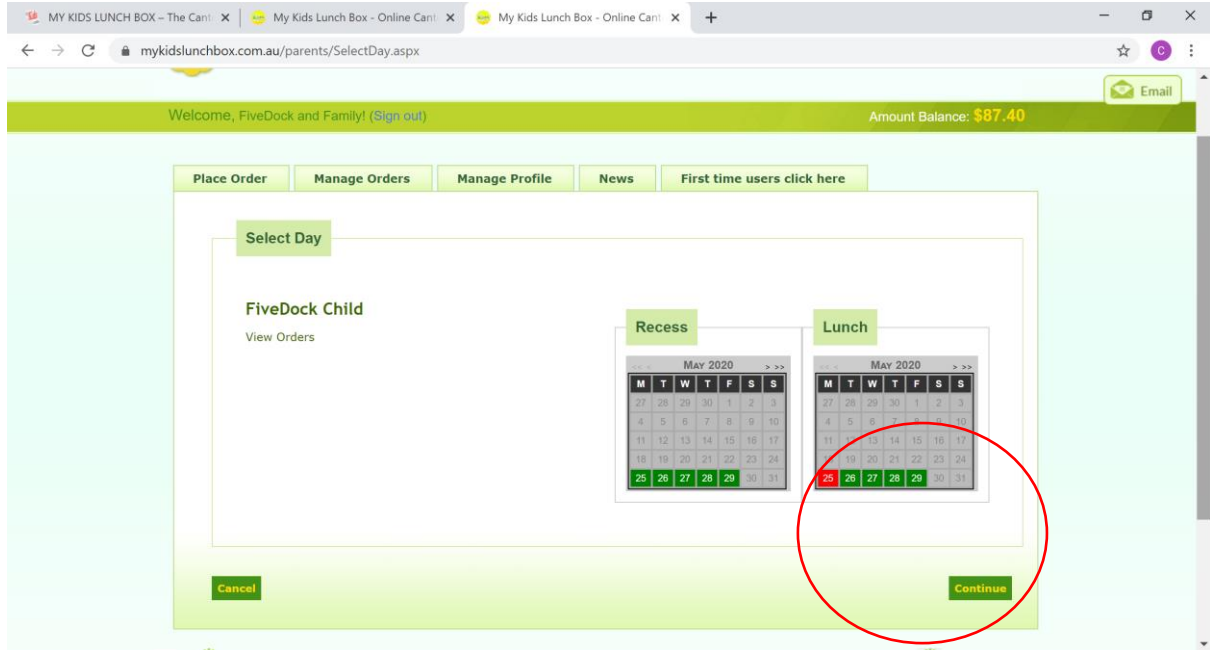 MY KIDS LUNCH BOX – The Cant
My Kids Lunch Box - Online Cant
My Kids Lunch Box - Online Cant
mykidslunchbox.com.au/parents/SelectDay.aspx
C
Email
Welcome, FiveDock and Family! (Sign out)
Amount Balance: $87.40
Place Order
Manage Orders
Manage Profile
News
First time users click here
Select Day
FiveDock Child
View Orders
Recess
<< < May 2020 > >>
M T W T F S S
27 28 29 30 1 2 3
4 5 6 7 8 9 10
11 12 13 14 15 16 17
18 19 20 21 22 23 24
25 26 27 28 29 30 31
Lunch
<< < May 2020 > >>
M T W T F S S
27 28 29 30 1 2 3
4 5 6 7 8 9 10
11 12 13 14 15 16 17
18 19 20 21 22 23 24
25 26 27 28 29 30 31
Cancel
Continue